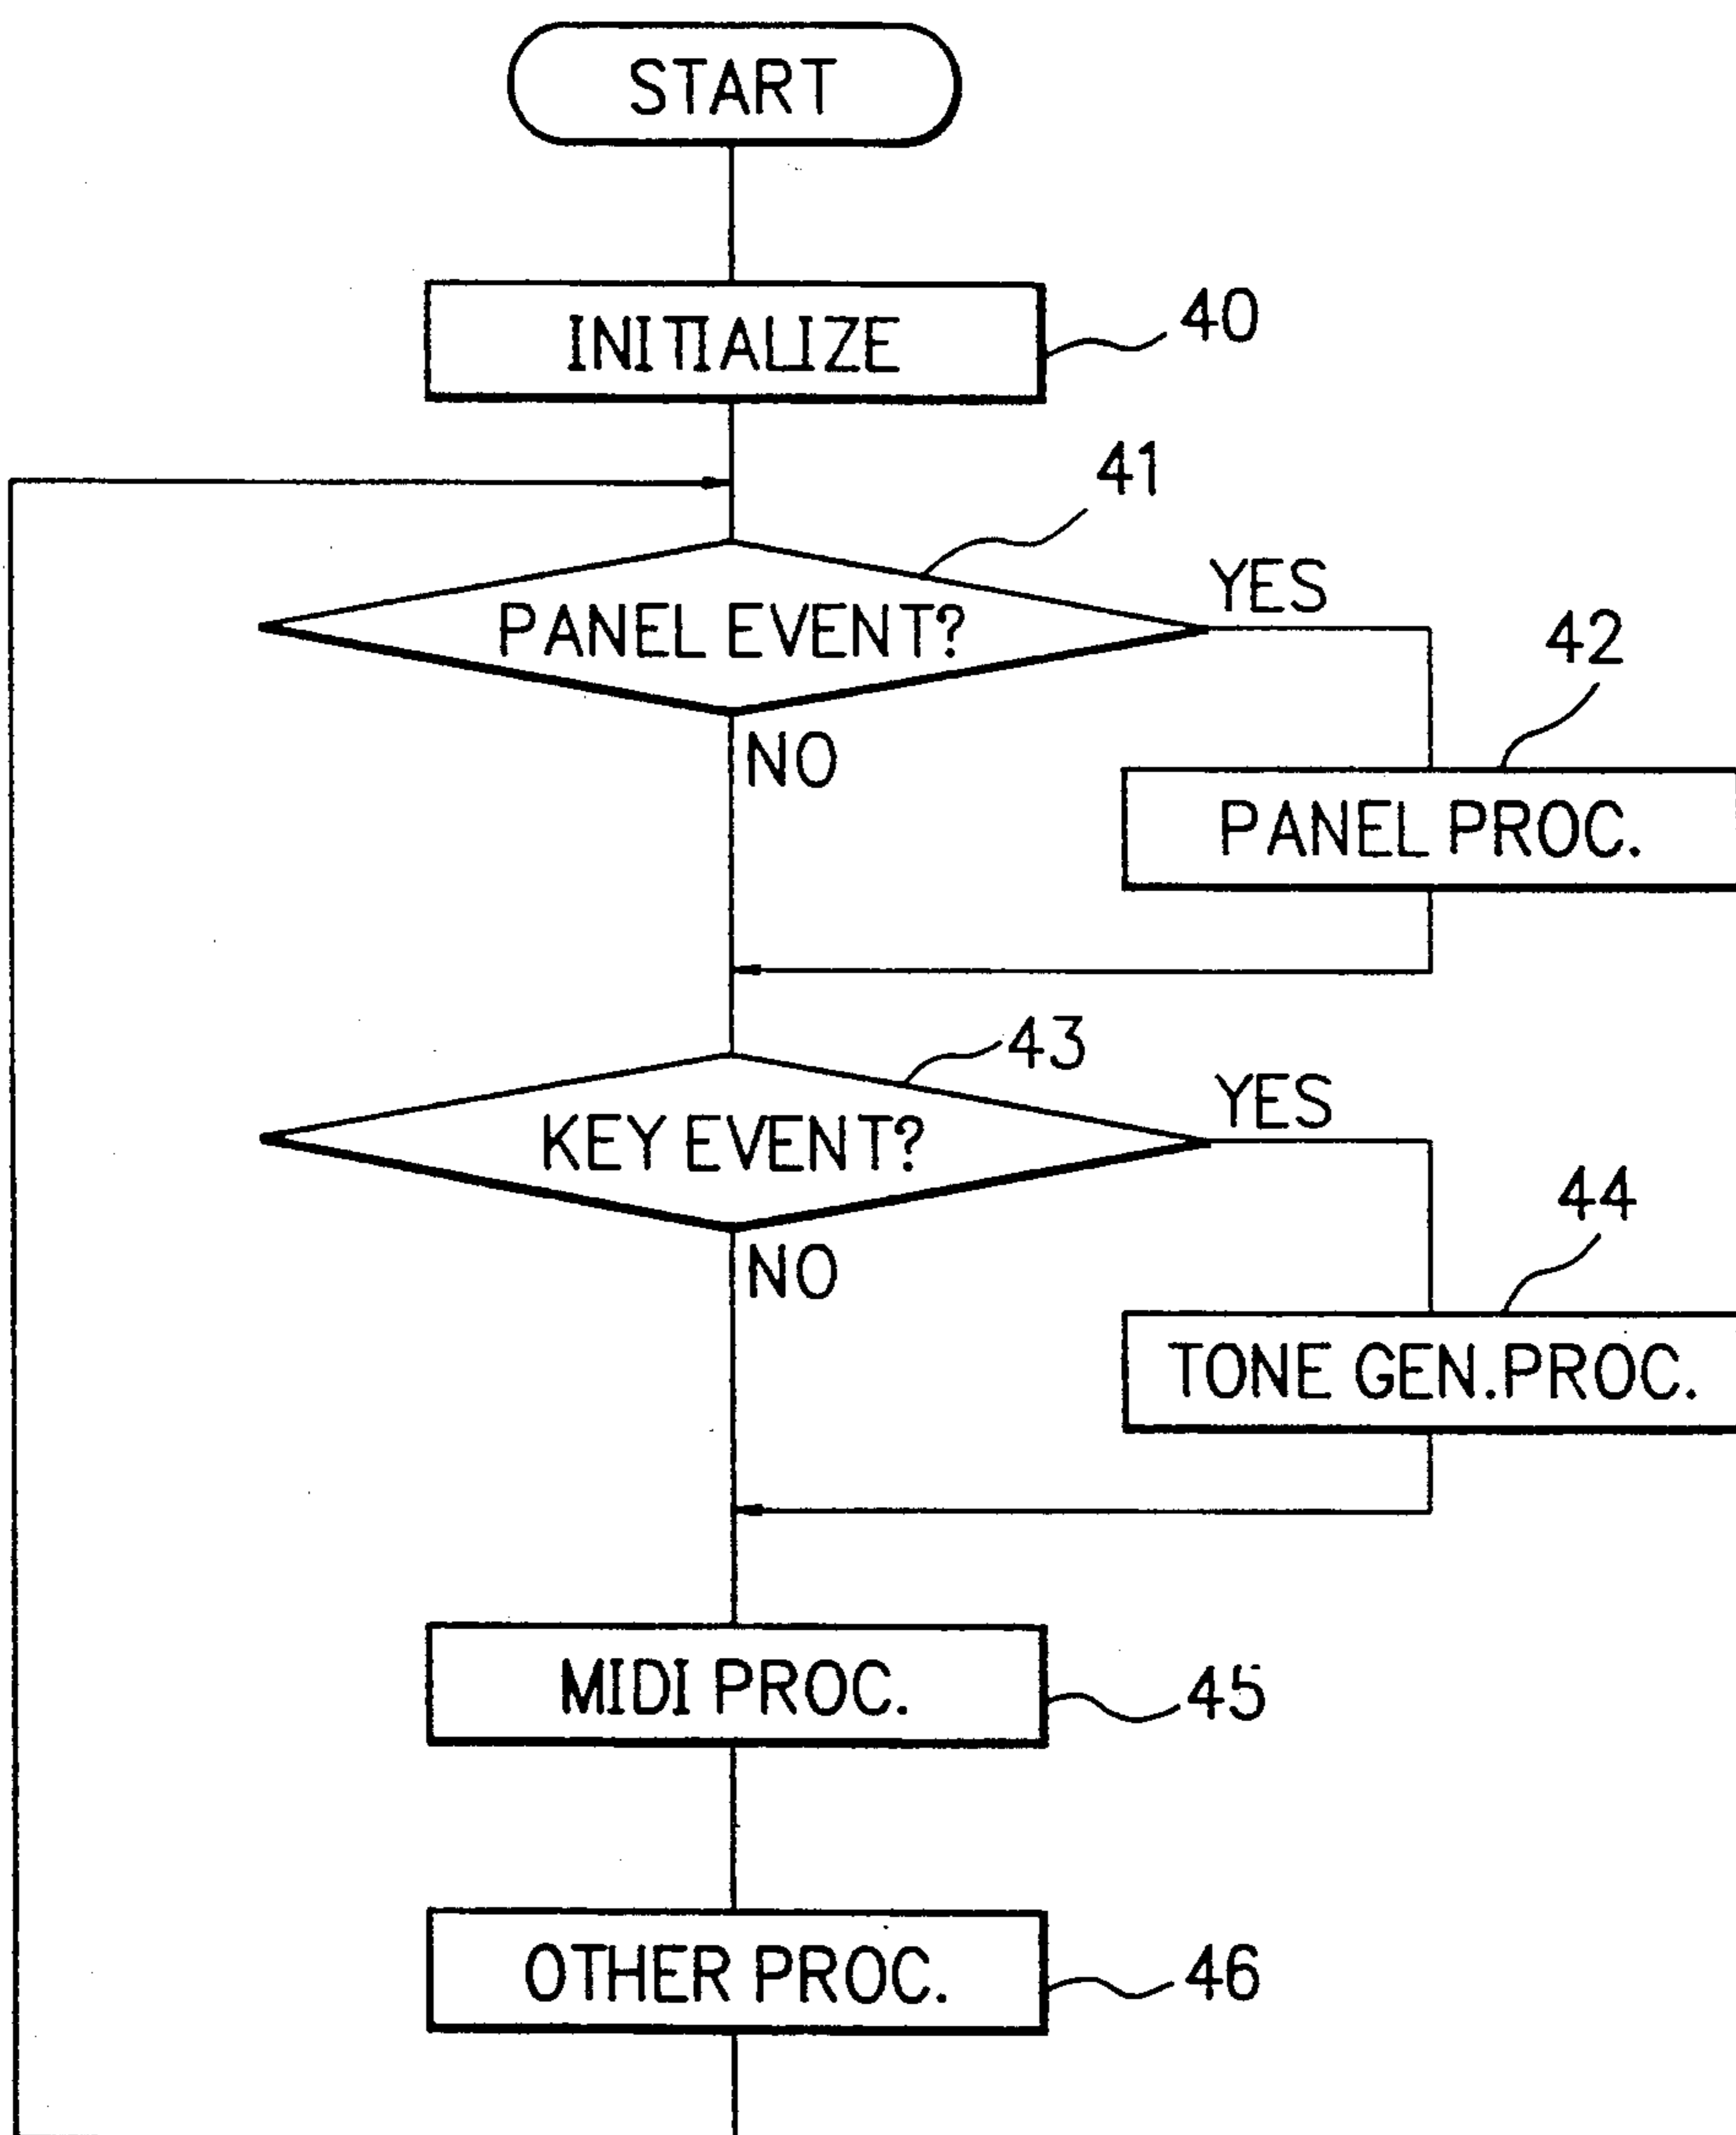 START
INITIALIZE
40
41
PANEL EVENT?
YES
42
NO
PANEL PROC.
43
KEY EVENT?
YES
44
NO
TONE GEN.PROC.
MIDI PROC.
45
OTHER PROC.
46